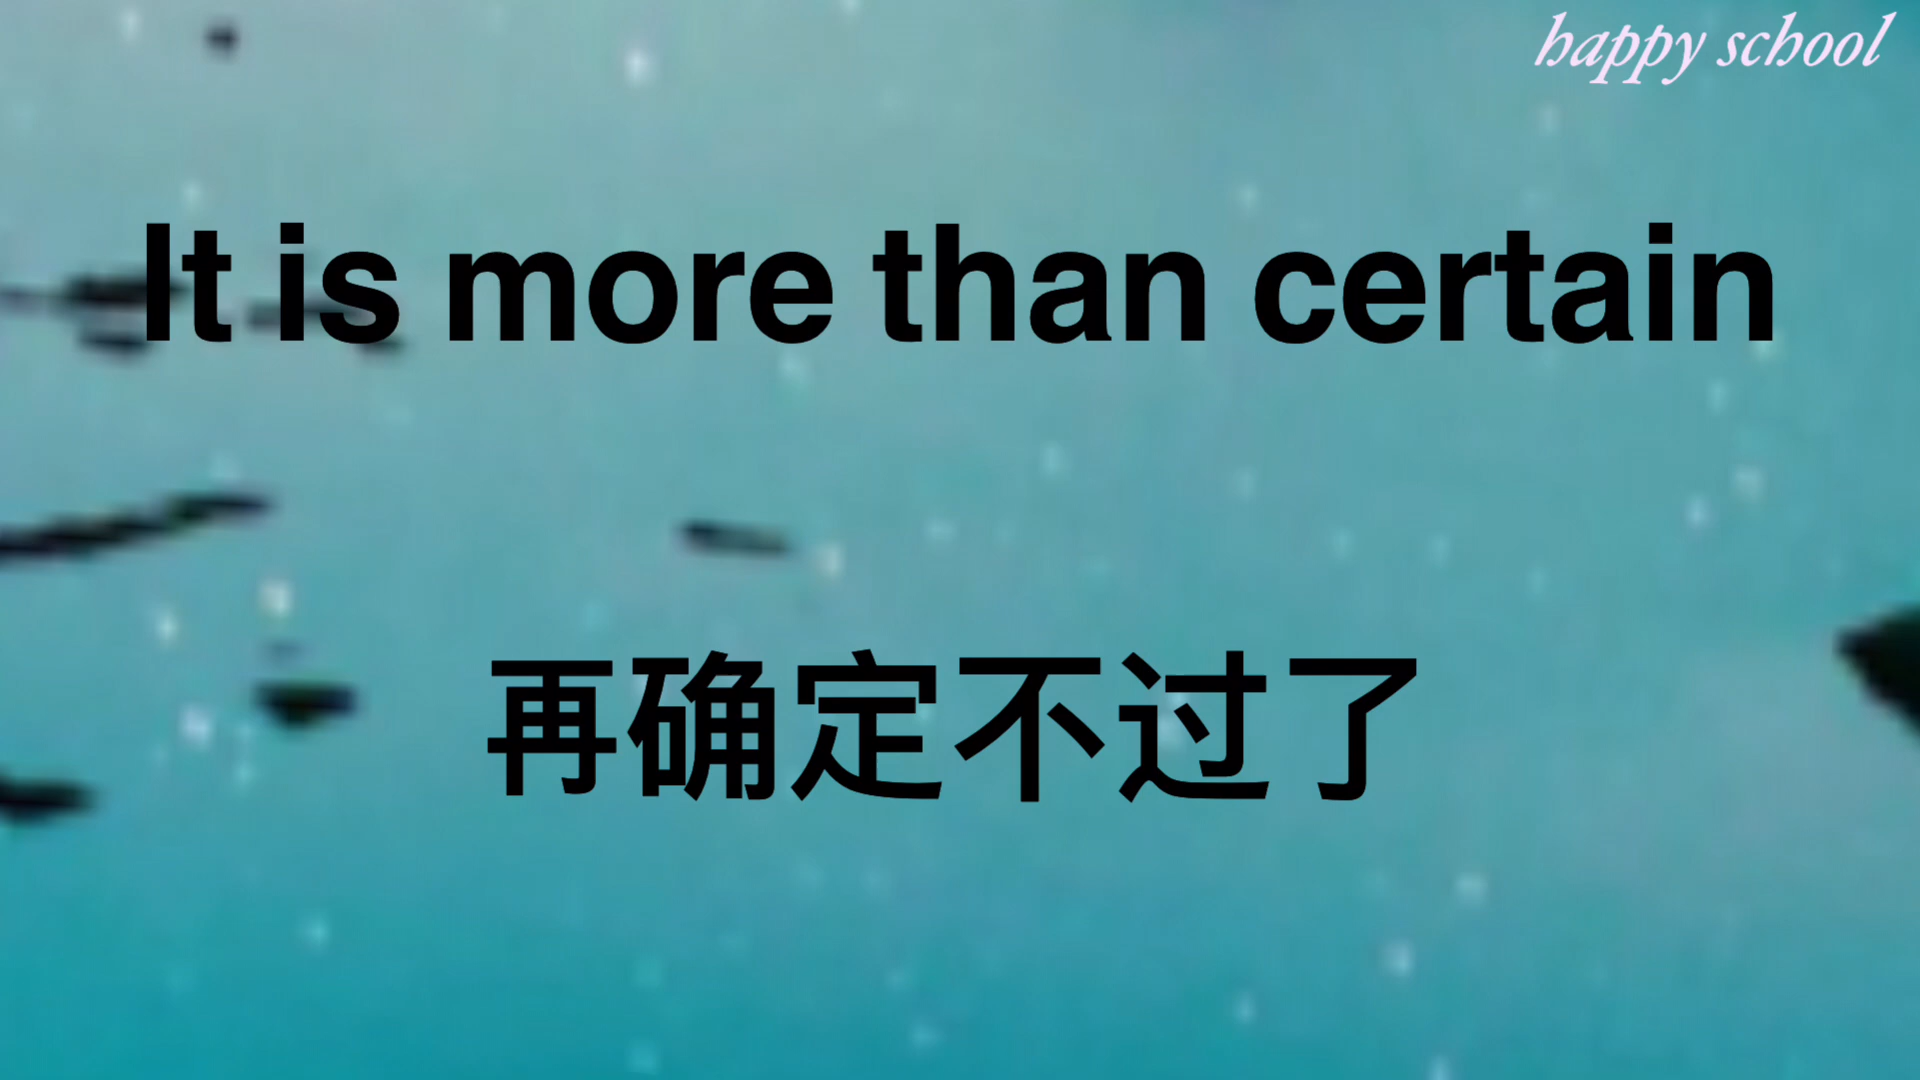 happy school
It is more than certain
再确定不过了